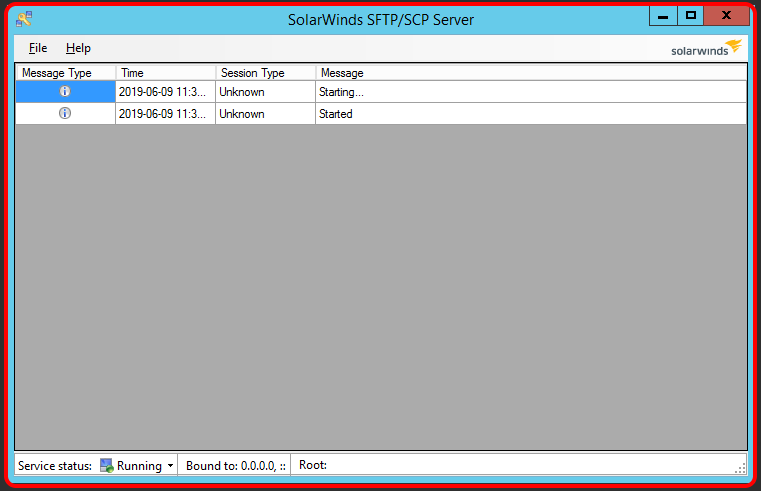 SolarWinds SFTP/SCP Server
File Help
solarwinds
Message Type Time Session Type Message
2019-06-09 11:3... Unknown Starting...
2019-06-09 11:3... Unknown Started
Service status: Running Bound to: 0.0.0.0, :: Root: